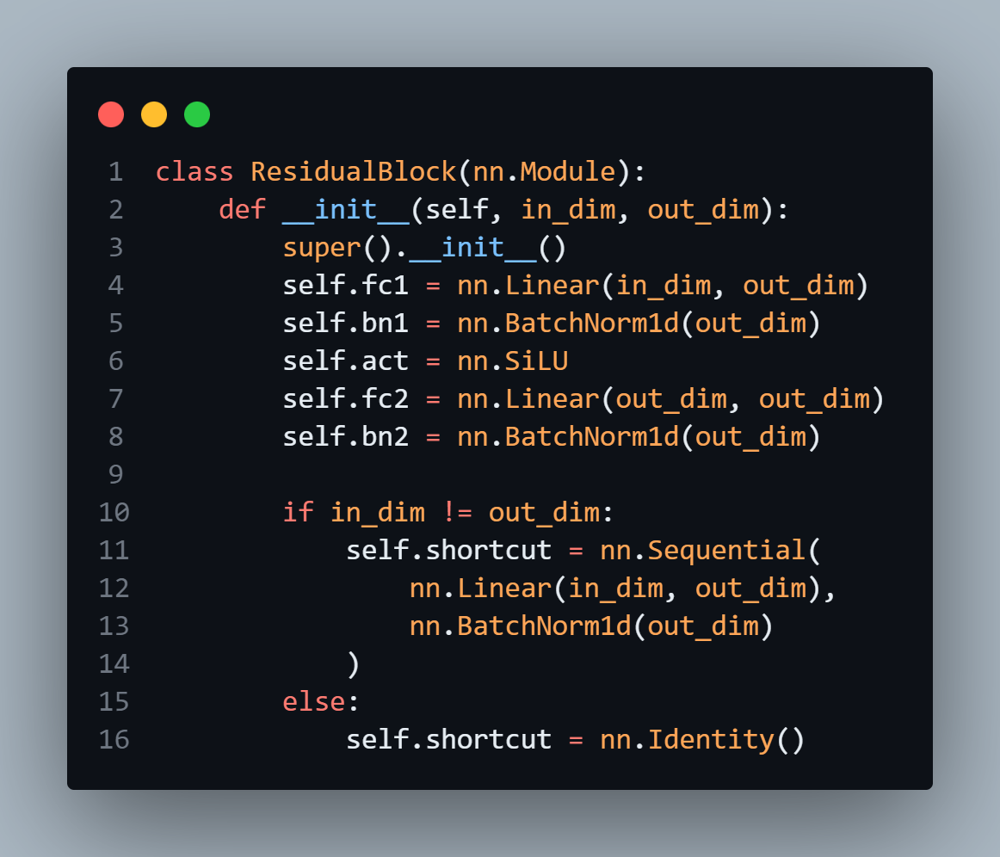 1 class ResidualBlock(nn.Module):
2     def __init__(self, in_dim, out_dim):
3         super().__init__()
4         self.fc1 = nn.Linear(in_dim, out_dim)
5         self.bn1 = nn.BatchNorm1d(out_dim)
6         self.act = nn.SiLU
7         self.fc2 = nn.Linear(out_dim, out_dim)
8         self.bn2 = nn.BatchNorm1d(out_dim)
9
10         if in_dim != out_dim:
11             self.shortcut = nn.Sequential(
12                 nn.Linear(in_dim, out_dim),
13                 nn.BatchNorm1d(out_dim)
14             )
15         else:
16             self.shortcut = nn.Identity()